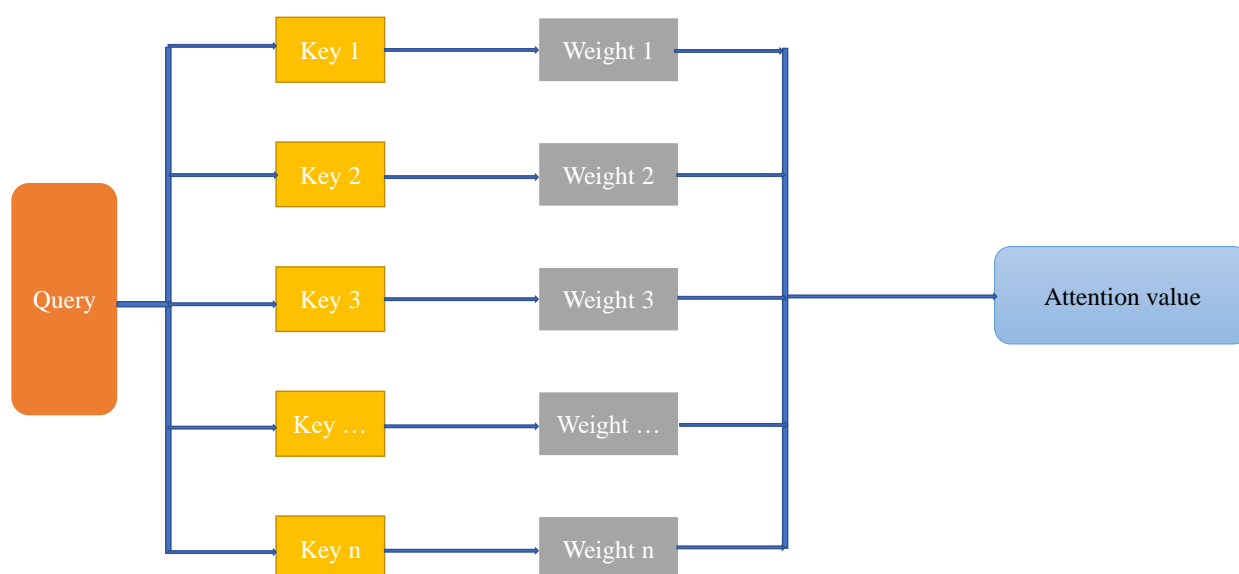 Key 1
Weight 1
Key 2
Weight 2
Query
Key 3
Weight 3
Attention value
Key …
Weight …
Key n
Weight n